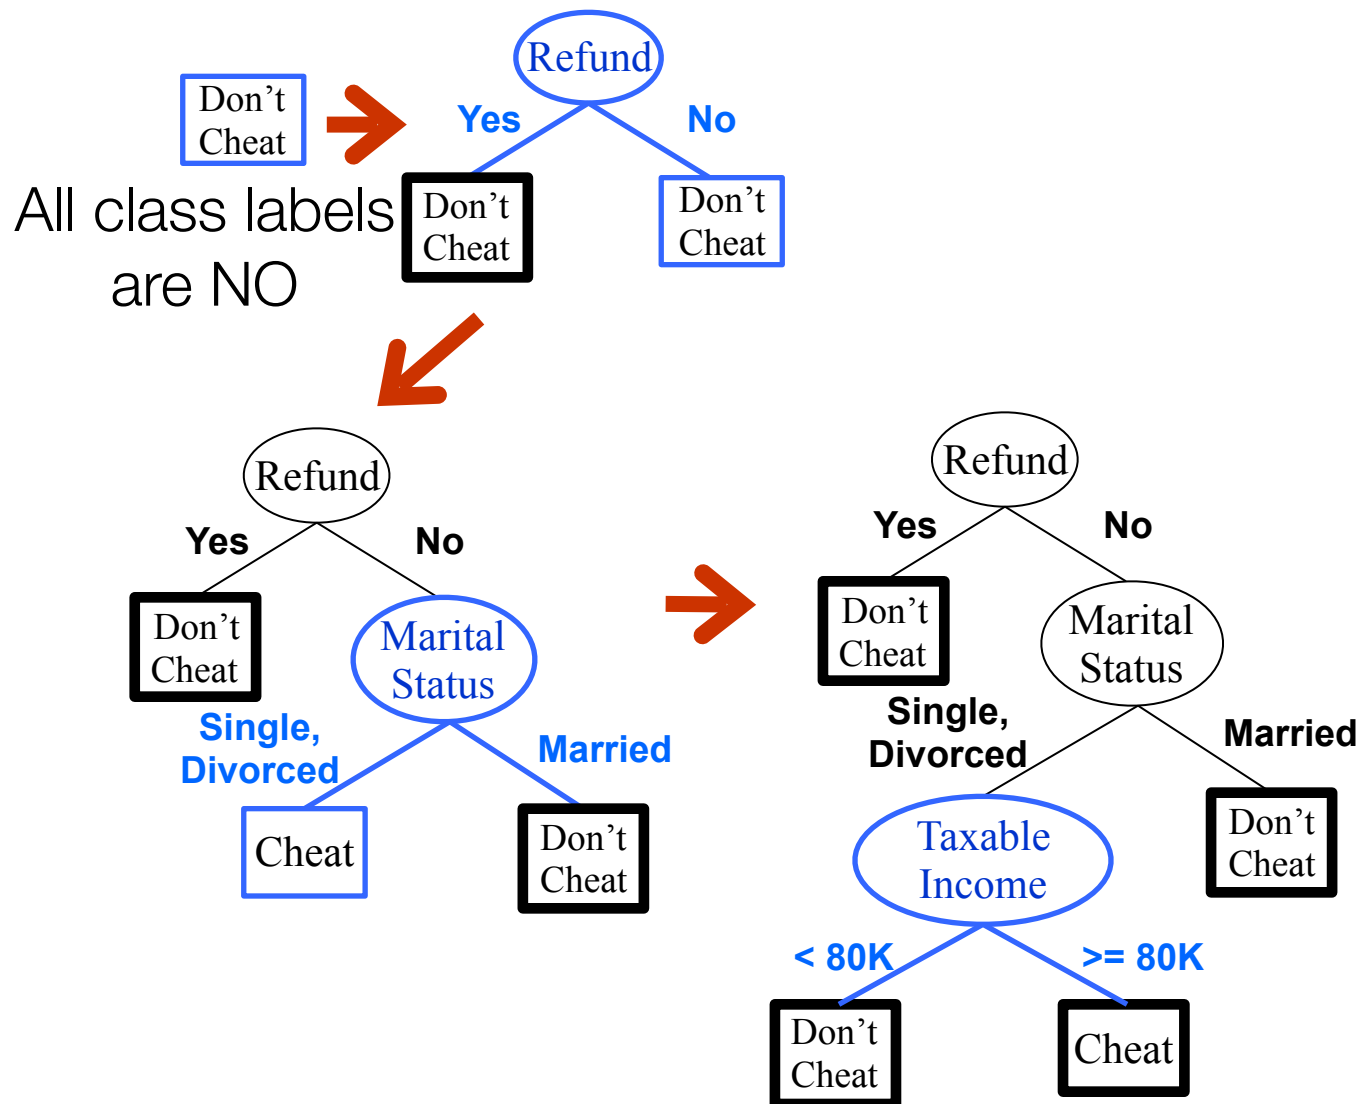 Refund
Don't
Cheat
Yes
No
All class labels
are NO
Don't
Cheat
Don't
Cheat
Refund
Yes
No
Don't
Cheat
Marital
Status
Single,
Divorced
Married
Cheat
Don't
Cheat
Refund
Yes
No
Don't
Cheat
Marital
Status
Single,
Divorced
Married
Taxable
Income
Don't
Cheat
< 80K
>= 80K
Don't
Cheat
Cheat